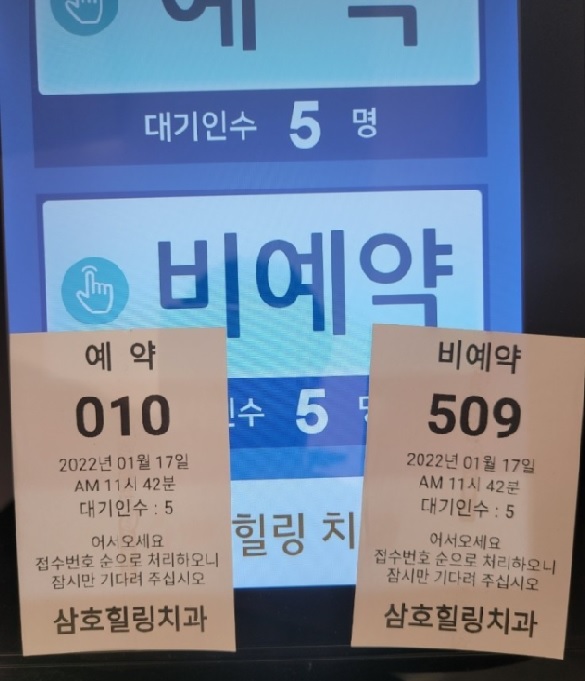 예 약
대기인수 5 명
비예약
인수 5 명
힐링 치
예 약
010
2022년 01월 17일
AM 11시 42분
대기인수 : 5
어서오세요
접수번호 순으로 처리하오니
잠시만 기다려 주십시오
삼호힐링치과
비예약
509
2022년 01월 17일
AM 11시 42분
대기인수 : 5
어서오세요
접수번호 순으로 처리하오니
잠시만 기다려 주십시오
삼호힐링치과